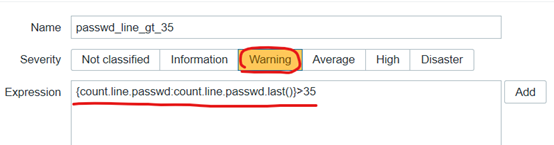 Name passwd_line_gt_35
Severity Not classified Information Warning Average High Disaster
Expression {count.line.passwd:count.line.passwd.last()}>35 Add